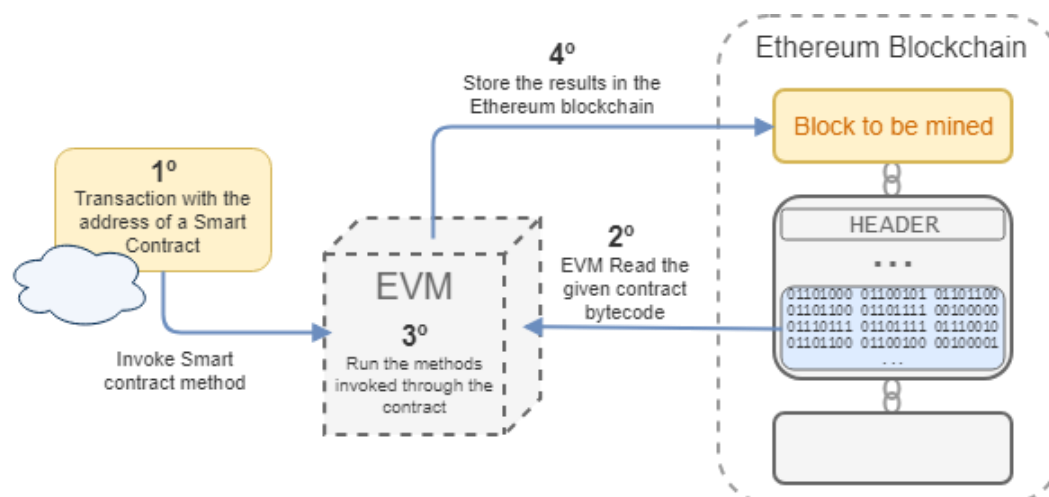 Ethereum Blockchain
4º
Store the results in the
Ethereum blockchain
Block to be mined
1º
Transaction with the
address of a Smart
Contract
HEADER
...
2º
EVM Read the
given contract
bytecode
EVM
3º
Run the methods
invoked through the
contract
01101000 01100101 01101100
01101100 01101111 00100000
01110111 01101111 01110010
01101100 01100100 00100001
...
Invoke Smart
contract method